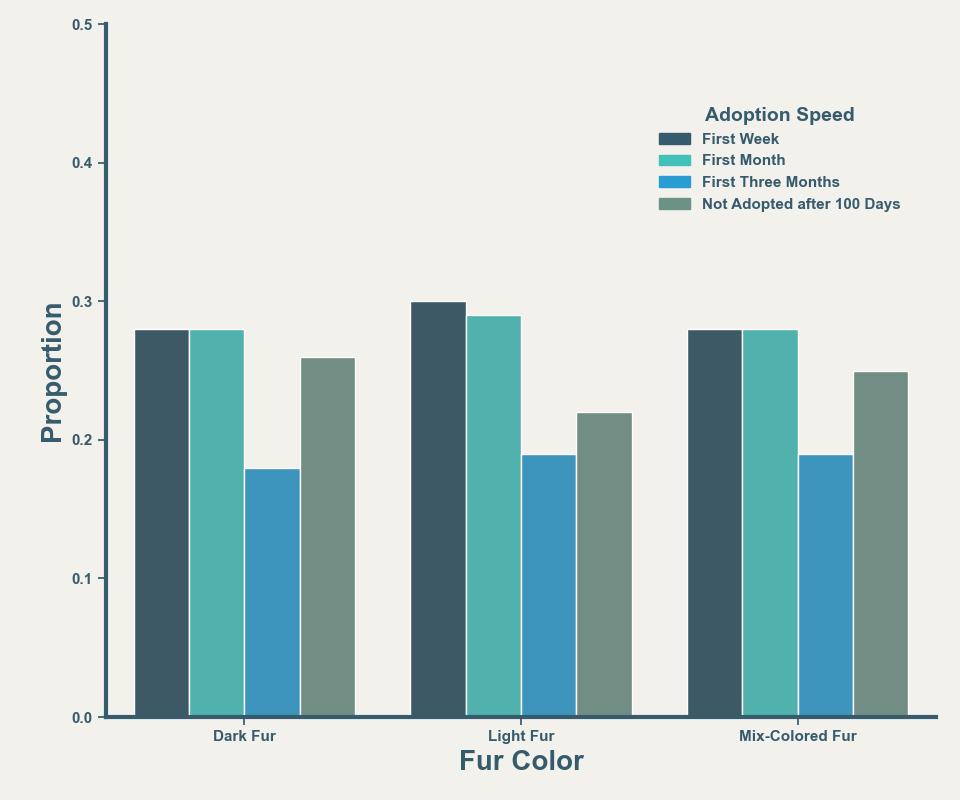 0.5
0.4
0.3
0.2
0.1
0.0
Proportion
Adoption Speed
First Week
First Month
First Three Months
Not Adopted after 100 Days
Dark Fur
Light Fur
Mix-Colored Fur
Fur Color